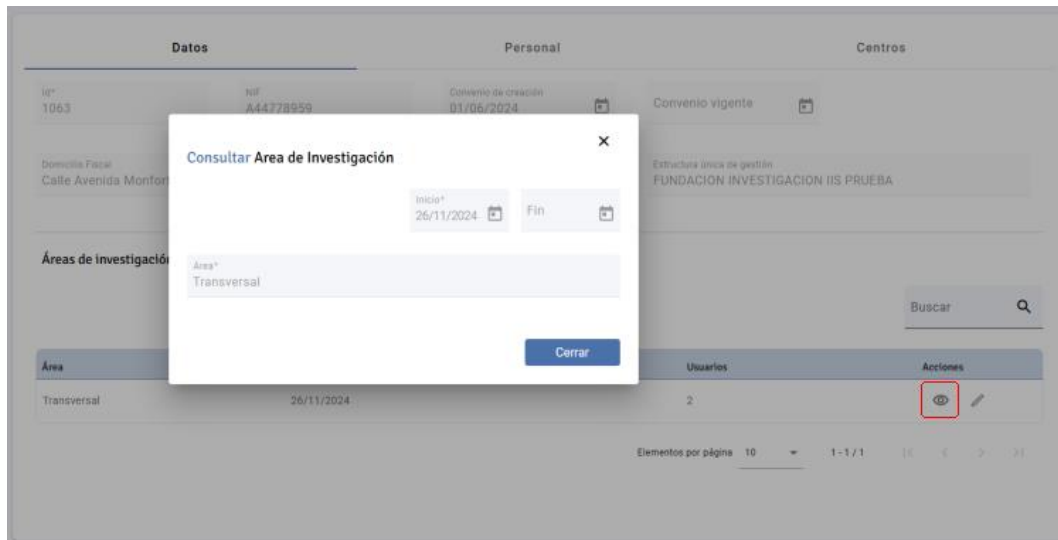 Datos Personal Centros
Id* NIF Convenio de creación
1063 A44778959 01/06/2024 Convenio vigente
Consultar Area de Investigación
Domicilio Fiscal Estructura única de gestión
Calle Avenida Monfort FUNDACION INVESTIGACION IIS PRUEBA
Inicio*
26/11/2024 Fin
Áreas de investigació
Area*
Transversal
Buscar
Cerrar
Área Usuarios Acciones
Transversal 26/11/2024 2
Elementos por página 10 1 - 1 / 1